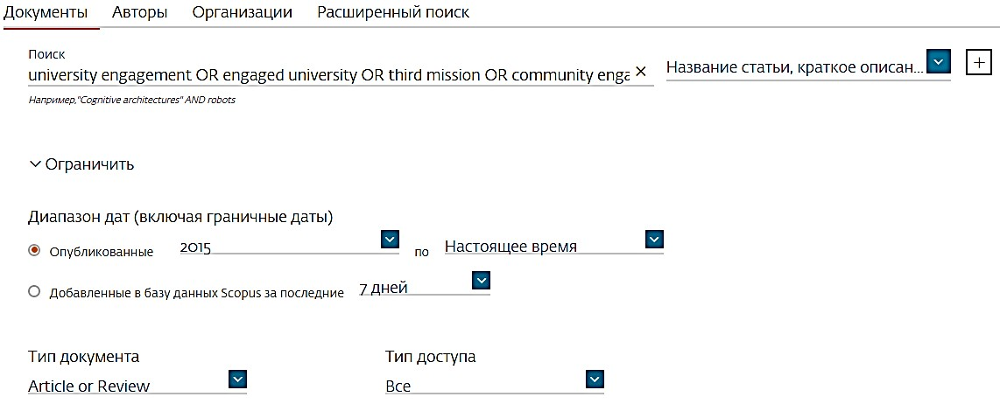 Документы Авторы Организации Расширенный поиск
Поиск
university engagement OR engaged university OR third mission OR community enga
Название статьи, краткое описан...
Например,"Cognitive architectures" AND robots
Ограничить
Диапазон дат (включая граничные даты)
Опубликованные 2015 по Настоящее время
Добавленные в базу данных Scopus за последние 7 дней
Тип документа Тип доступа
Article or Review Все